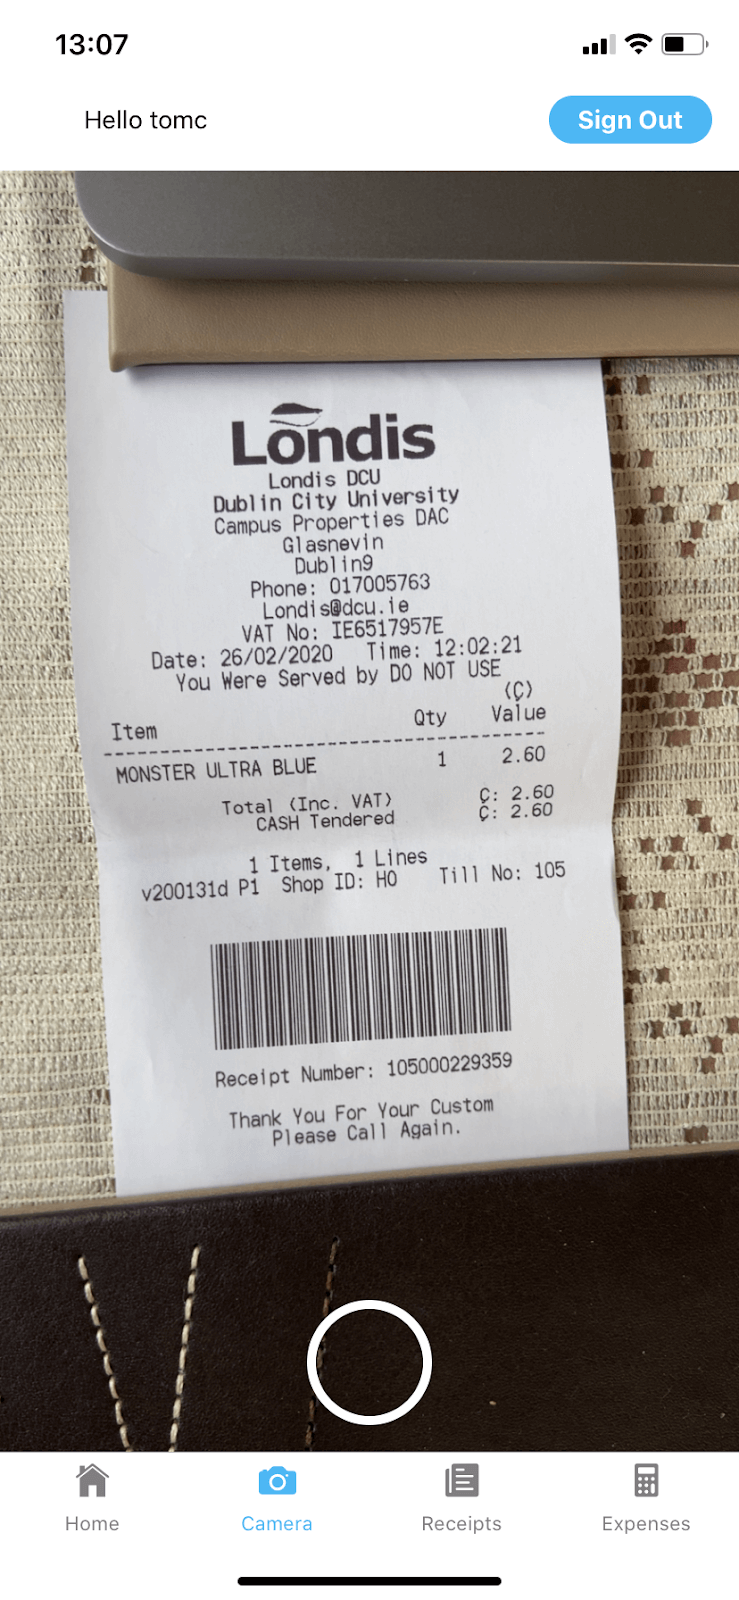 13:07
Hello tomc
Sign Out
Londis
Londis DCU
Dublin City University
Campus Properties DAC
Glasnevin
Dublin9
Phone: 017005763
Londis@dcu.ie
VAT No: IE6517957E
Date: 26/02/2020 Time: 12:02:21
You Were Served by DO NOT USE
(Ç)
Item Qty Value
MONSTER ULTRA BLUE 1 2.60
Total (Inc. VAT) Ç: 2.60
CASH Tendered Ç: 2.60
1 Items, 1 Lines
v200131d P1 Shop ID: HO Till No: 105
Receipt Number: 105000229359
Thank You For Your Custom
Please Call Again.
Home Camera Receipts Expenses